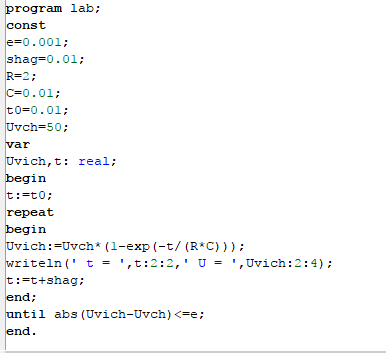 program lab;
const
e=0.001;
shag=0.01;
R=2;
C=0.01;
t0=0.01;
Uvch=50;
var
Uvich,t: real;
begin
t:=t0;
repeat
begin
Uvich:=Uvch*(1-exp(-t/(R*C)));
writeln(' t = ',t:2:2,' U = ',Uvich:2:4);
t:=t+shag;
end;
until abs(Uvich-Uvch)<=e;
end.